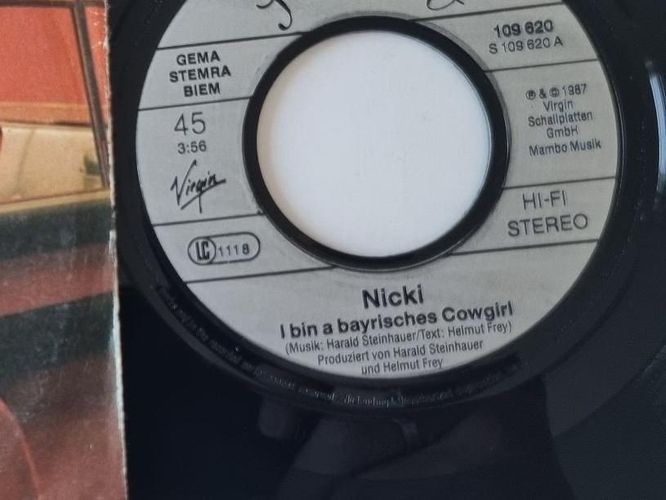 109 620
S 109 620 A
GEMA
STEMRA
BIEM
45
3:56
Virgin
℗ & © 1987
Virgin
Schallplatten
GmbH
Mambo Musik
HI-FI
STEREO
LC 1118
Nicki
I bin a bayrisches Cowgirl
(Musik: Harald Steinhauer/Text: Helmut Frey)
Produziert von Harald Steinhauer
und Helmut Frey